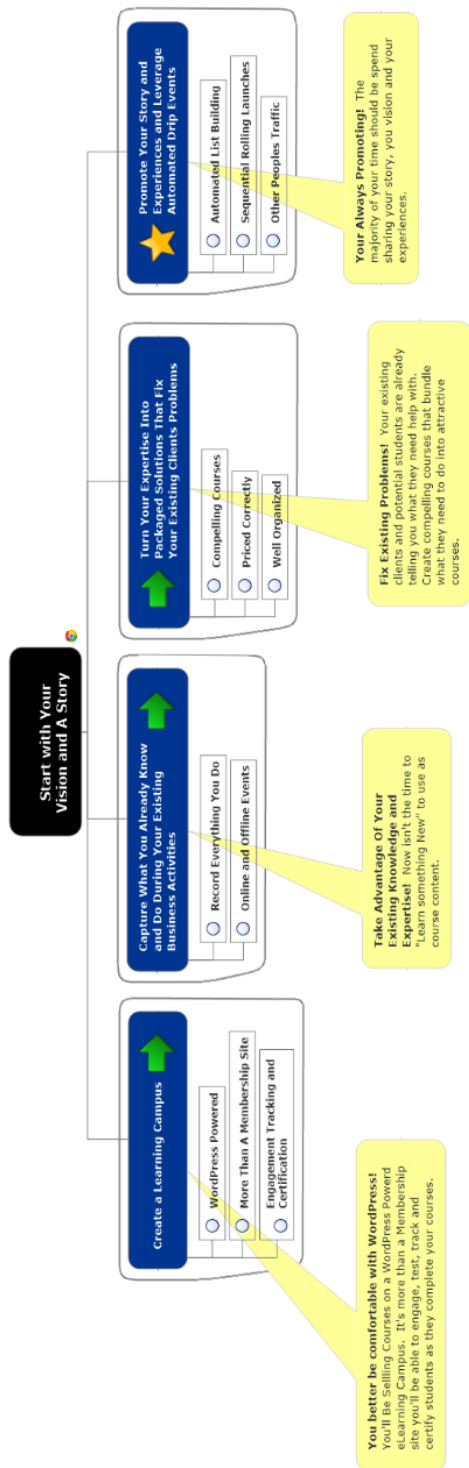 Start with Your
Vision and A Story
Create a Learning Campus
WordPress Powered
More Than A Membership Site
Engagement Tracking and
Certification
You better be comfortable with WordPress!
You'll Be Sellling Courses on a WordPress Powerd
eLearning Campus. It's more than a Membership
site you'll be able to engage, test, track and
certify students as they complete your courses.
Capture What You Already Know
and Do During Your Existing
Business Activities
Record Everything You Do
Online and Offline Events
Take Advantage Of Your
Existing Knowledge and
Expertise! Now isn't the time to
"Learn something New" to use as
course content.
Turn Your Expertise Into
Packaged Solutions That Fix
Your Existing Clients Problems
Compelling Courses
Priced Correctly
Well Organized
Fix Existing Problems! Your existing
clients and potential students are already
telling you what they need help with.
Create compelling courses that bundle
what they need to do into attractive
courses.
Promote Your Story and
Experiences and Leverage
Automated Drip Events
Automated List Building
Sequential Rolling Launches
Other Peoples Traffic
Your Always Promoting! The
majority of your time should be spend
sharing your story, you vision and your
experiences.